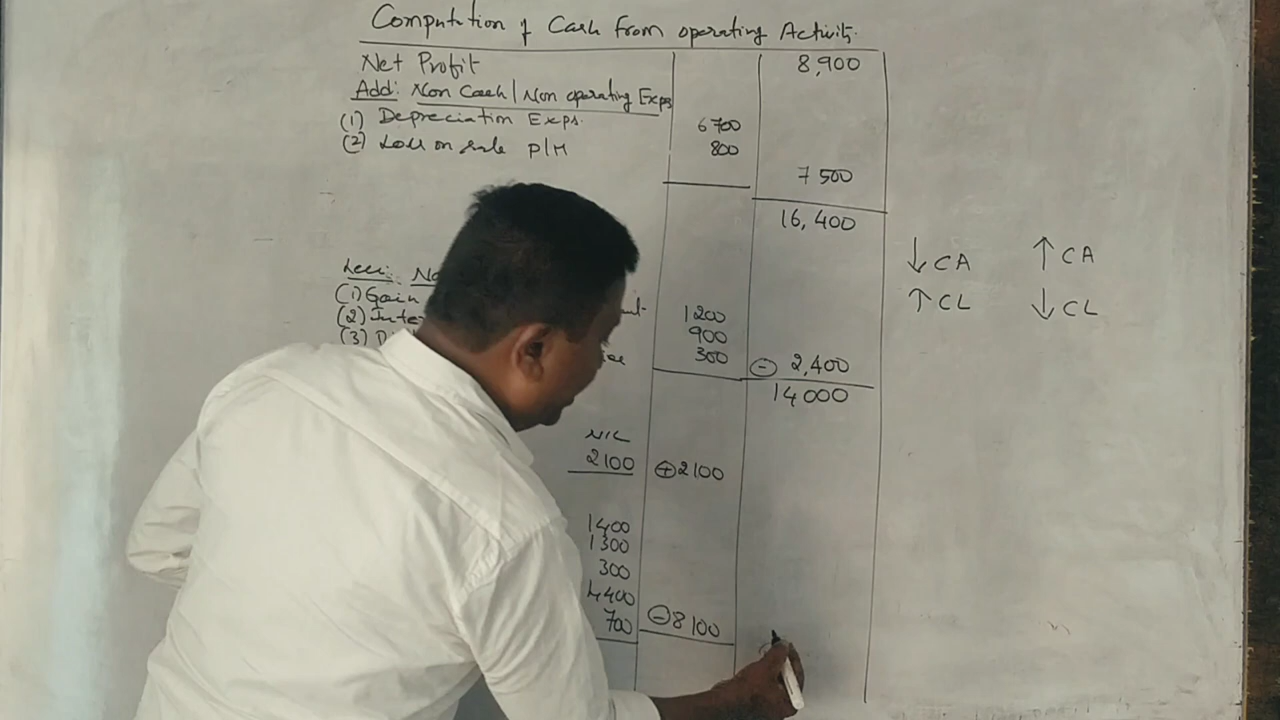 Computation of Cash From operating Activity.
Net Profit 8,900
Add: Non Cash / Non operating Exps
(1) Depreciation Exps. 6700
(2) Loss on sale P/M 800
7500
16,400
↓ CA ↑ CA
↑ CL ↓ CL
Less:
(1) Gain 1200
(2) 900
(3) 300 - 2,400
14000
NIL
2100 + 2100
1400
1300
300
4400
700 - 8100